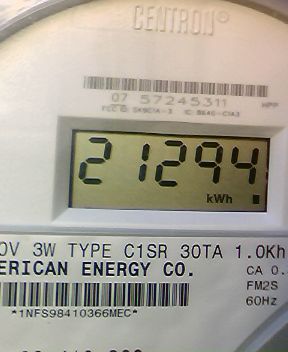 CENTRON®
07 57245311
21294
kWh
3W TYPE C1SR 30TA 1.0Kh
ERICAN ENERGY CO.
CA 0.
FM2S
60Hz
*1NFS98410366MEC*